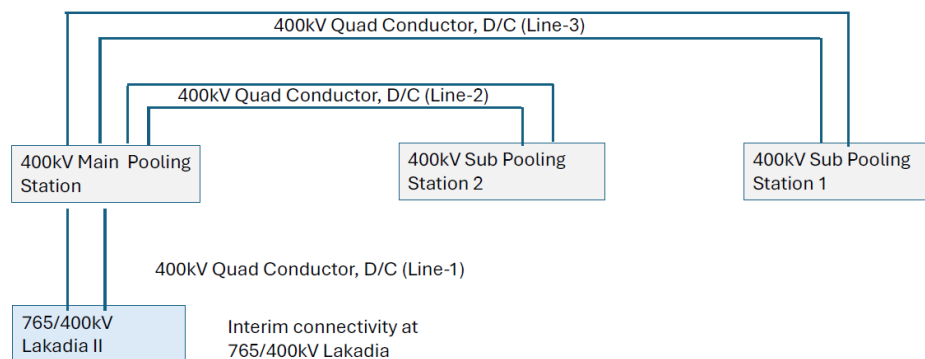 400kV Quad Conductor, D/C (Line-3)
400kV Quad Conductor, D/C (Line-2)
400kV Main Pooling
Station
400kV Sub Pooling
Station 2
400kV Sub Pooling
Station 1
400kV Quad Conductor, D/C (Line-1)
765/400kV
Lakadia II
Interim connectivity at
765/400kV Lakadia